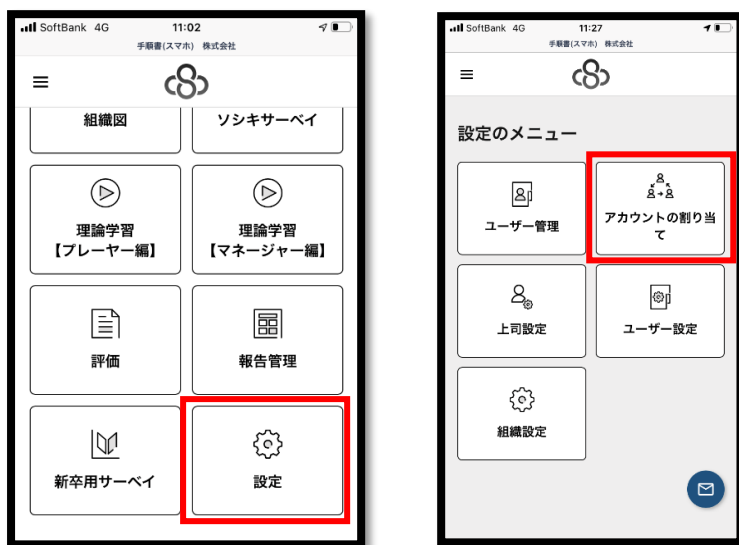 SoftBank 4G 11:02
手順書(スマホ) 株式会社
組織図
ソシキサーベイ
理論学習
【プレーヤー編】
理論学習
【マネージャー編】
評価
報告管理
新卒用サーベイ
設定
SoftBank 4G 11:27
手順書(スマホ) 株式会社
設定のメニュー
ユーザー管理
アカウントの割り当
て
上司設定
ユーザー設定
組織設定